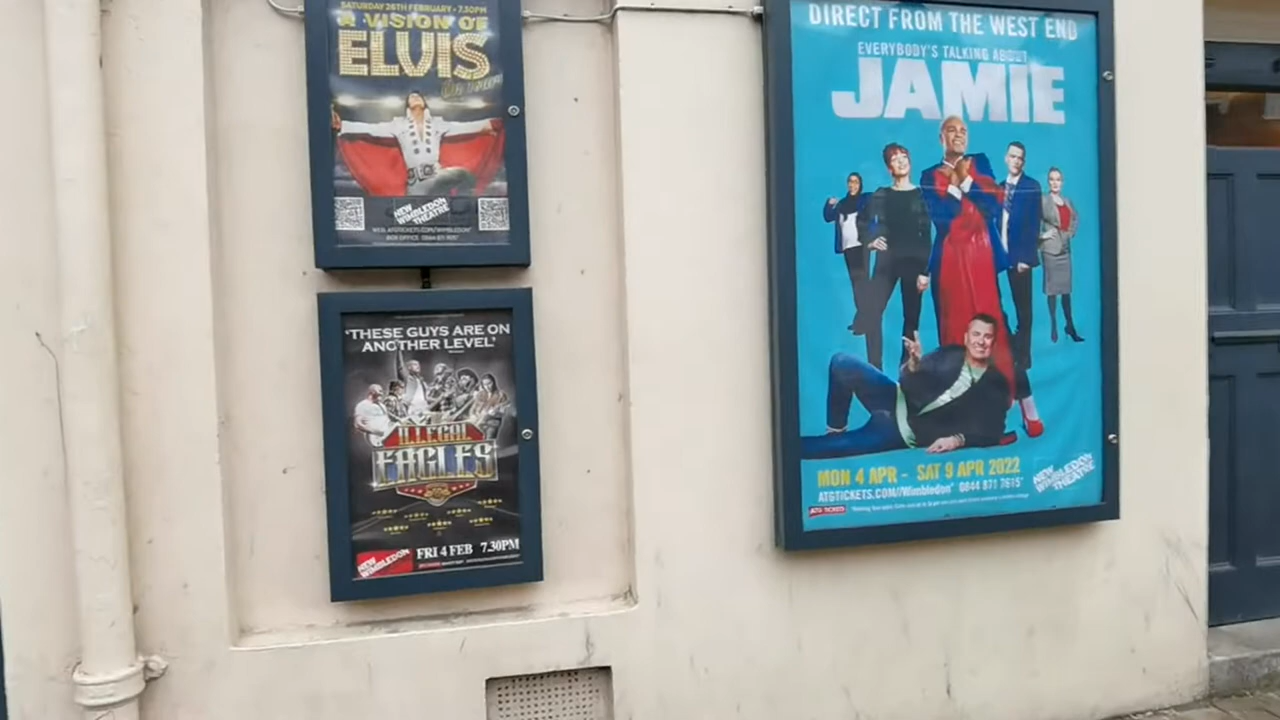 SATURDAY 26TH FEBRUARY - 7.30PM
A VISION OF
ELVIS
NEW
WIMBLEDON
THEATRE
'THESE GUYS ARE ON
ANOTHER LEVEL'
ILLEGAL
EAGLES
NEW
WIMBLEDON
FRI 4 FEB 7.30PM
DIRECT FROM THE WEST END
EVERYBODY'S TALKING ABOUT
JAMIE
MON 4 APR - SAT 9 APR 2022
ATGTICKETS.COM//Wimbledon* 0844 871 7615*
NEW
WIMBLEDON
THEATRE
ATG TICKETS